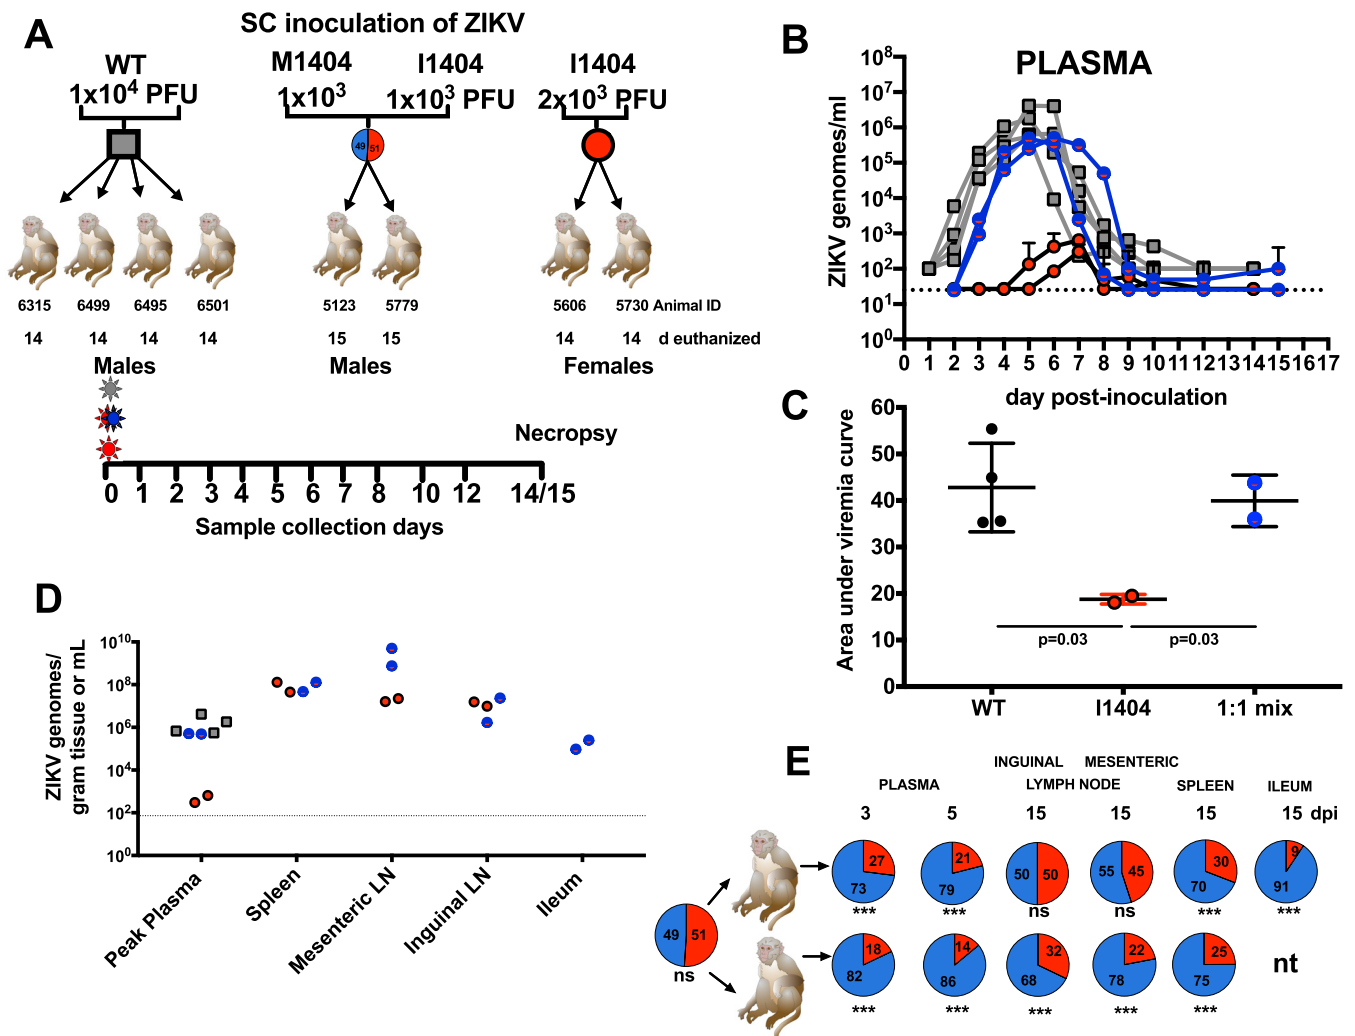 A
SC inoculation of ZIKV
WT
1x10⁴ PFU
M1404
1x10³
I1404
1x10³ PFU
I1404
2x10³ PFU
49
51
6315
6499
6495
6501
5123
5779
5606
5730
Animal ID
14
14
14
14
15
15
14
14
d euthanized
Males
Males
Females
Necropsy
0
1
2
3
4
5
6
7
8
10
12
14/15
Sample collection days
B
PLASMA
ZIKV genomes/ml
10⁸
10⁷
10⁶
10⁵
10⁴
10³
10²
10¹
10⁰
0 1 2 3 4 5 6 7 8 9 10 11 12 13 14 15 16 17
day post-inoculation
C
Area under viremia curve
60
50
40
30
20
10
0
p=0.03
p=0.03
WT
I1404
1:1 mix
D
ZIKV genomes/
gram tissue or mL
10¹⁰
10⁸
10⁶
10⁴
10²
10⁰
Peak Plasma
Spleen
Mesenteric LN
Inguinal LN
Ileum
E
INGUINAL
MESENTERIC
PLASMA
LYMPH NODE
SPLEEN
ILEUM
3
5
15
15
15
15 dpi
49
51
ns
27
73
***
21
79
***
50
50
ns
55
45
ns
30
70
***
9
91
***
18
82
***
14
86
***
32
68
***
22
78
***
25
75
***
nt